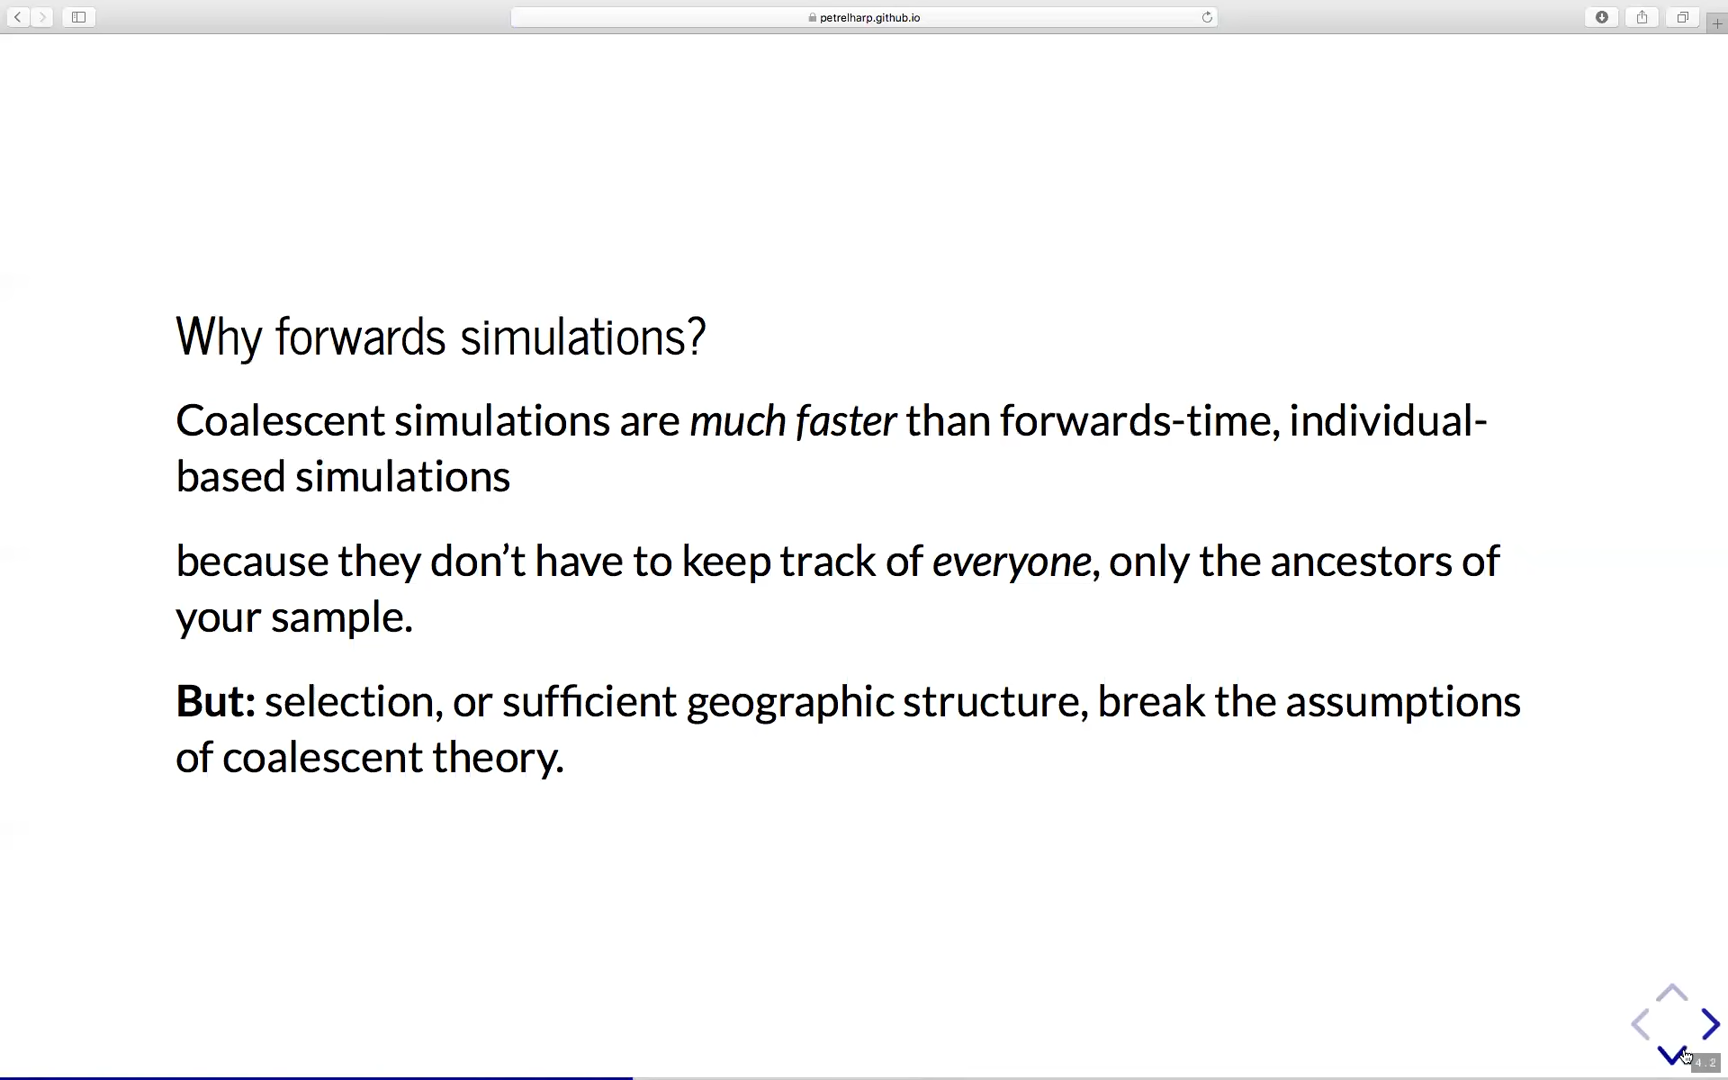 petrelharp.github.io
Why forwards simulations?
Coalescent simulations are much faster than forwards-time, individual-
based simulations
because they don’t have to keep track of everyone, only the ancestors of
your sample.
But: selection, or sufficient geographic structure, break the assumptions
of coalescent theory.
4.2